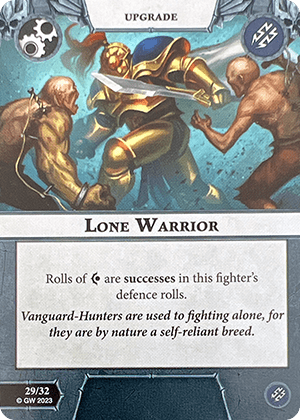 UPGRADE
LONE WARRIOR
Rolls of are successes in this fighter's
defence rolls.
Vanguard-Hunters are used to fighting alone, for
they are by nature a self-reliant breed.
29/32
© GW 2023